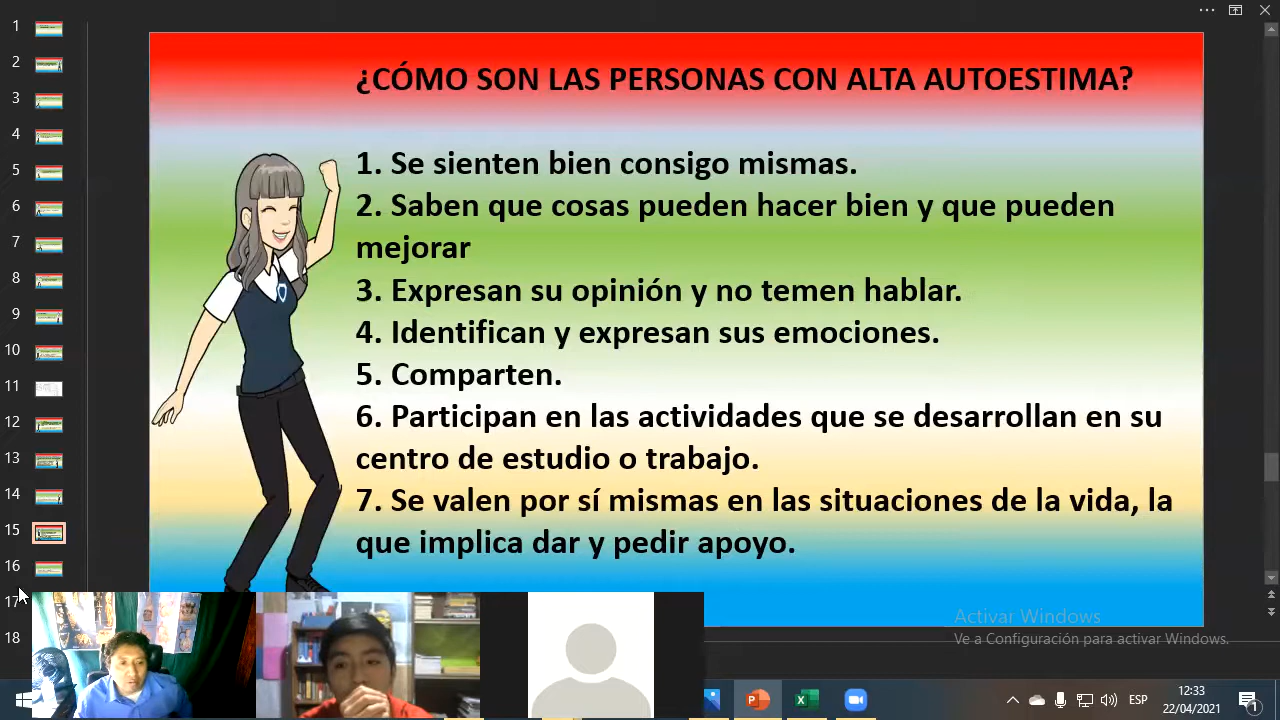 1
2
3
4
5
6
7
8
9
10
11
12
13
14
15
16
17
18
¿CÓMO SON LAS PERSONAS CON ALTA AUTOESTIMA?
1. Se sienten bien consigo mismas.
2. Saben que cosas pueden hacer bien y que pueden
mejorar
3. Expresan su opinión y no temen hablar.
4. Identifican y expresan sus emociones.
5. Comparten.
6. Participan en las actividades que se desarrollan en su
centro de estudio o trabajo.
7. Se valen por sí mismas en las situaciones de la vida, la
que implica dar y pedir apoyo.
Activar Windows
Ve a Configuración para activar Windows.
ESP
12:33
22/04/2021
1